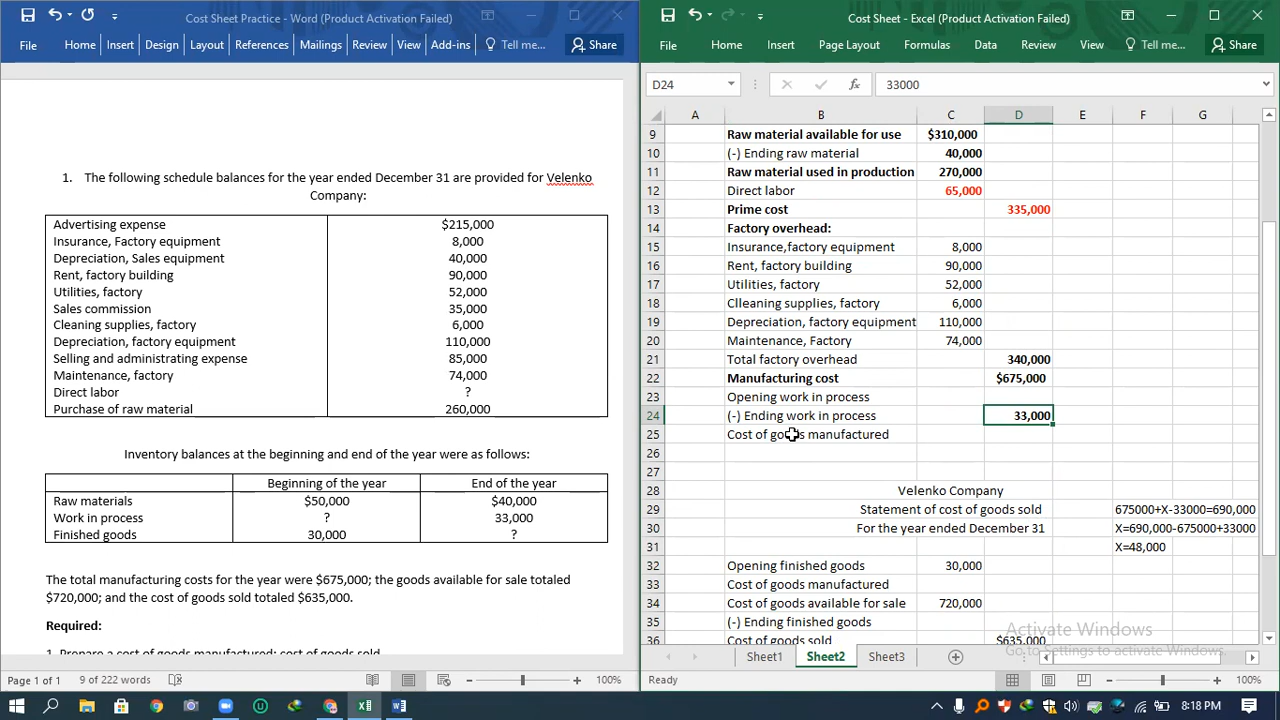 Cost Sheet Practice - Word (Product Activation Failed)
File Home Insert Design Layout References Mailings Review View Add-ins Tell me... Share
1. The following schedule balances for the year ended December 31 are provided for Velenko
Company:
Advertising expense $215,000
Insurance, Factory equipment 8,000
Depreciation, Sales equipment 40,000
Rent, factory building 90,000
Utilities, factory 52,000
Sales commission 35,000
Cleaning supplies, factory 6,000
Depreciation, factory equipment 110,000
Selling and administrating expense 85,000
Maintenance, factory 74,000
Direct labor ?
Purchase of raw material 260,000
Inventory balances at the beginning and end of the year were as follows:
Beginning of the year End of the year
Raw materials $50,000 $40,000
Work in process ? 33,000
Finished goods 30,000 ?
The total manufacturing costs for the year were $675,000; the goods available for sale totaled
$720,000; and the cost of goods sold totaled $635,000.
Required:
1. Prepare a cost of goods manufactured; cost of goods sold
Page 1 of 1 9 of 222 words 100%
Cost Sheet - Excel (Product Activation Failed)
File Home Insert Page Layout Formulas Data Review View Tell me... Share
D24 fx 33000
A B C D E F G
9 Raw material available for use $310,000
10 (-) Ending raw material 40,000
11 Raw material used in production 270,000
12 Direct labor 65,000
13 Prime cost 335,000
14 Factory overhead:
15 Insurance,factory equipment 8,000
16 Rent, factory building 90,000
17 Utilities, factory 52,000
18 Clleaning supplies, factory 6,000
19 Depreciation, factory equipment 110,000
20 Maintenance, Factory 74,000
21 Total factory overhead 340,000
22 Manufacturing cost $675,000
23 Opening work in process
24 (-) Ending work in process 33,000
25 Cost of goods manufactured
26
27
28 Velenko Company
29 Statement of cost of goods sold 675000+X-33000=690,000
30 For the year ended December 31 X=690,000-675000+33000
31 X=48,000
32 Opening finished goods 30,000
33 Cost of goods manufactured
34 Cost of goods available for sale 720,000
35 (-) Ending finished goods
36 Cost of goods sold $635,000
Activate Windows
Go to Settings to activate Windows.
Sheet1 Sheet2 Sheet3
Ready 100%
8:18 PM